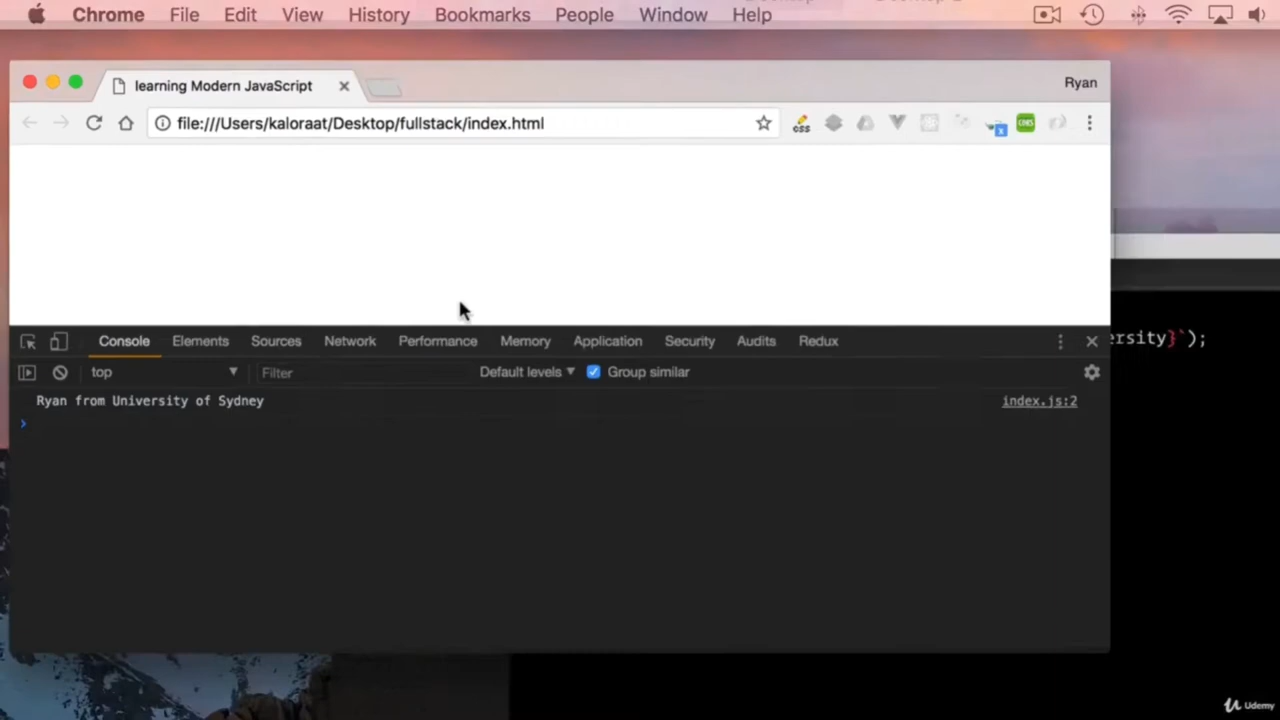 Chrome File Edit View History Bookmarks People Window Help
learning Modern JavaScript
Ryan
file:///Users/kaloraat/Desktop/fullstack/index.html
Console Elements Sources Network Performance Memory Application Security Audits Redux
top Filter Default levels Group similar
Ryan from University of Sydney index.js:2
ersity}`);
Udemy